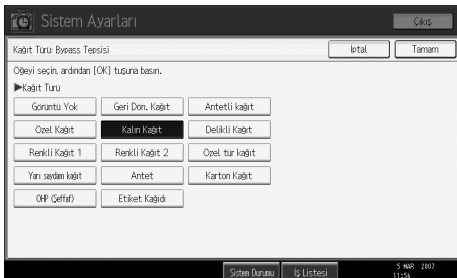 Sistem Ayarları
Çıkış
Kağıt Türü: Bypass Tepsisi
İptal
Tamam
Öğeyi seçin, ardından [OK] tuşuna basın.
►Kağıt Türü
Görüntü Yok
Geri Dön. Kağıt
Antetli kağıt
Özel Kağıt
Kalın Kağıt
Delikli Kağıt
Renkli Kağıt 1
Renkli Kağıt 2
Özel tür kağıt
Yarı saydam kağıt
Antet
Karton Kağıt
OHP (Şeffaf)
Etiket Kağıdı
Sistem Durumu
İş Listesi
5 MAR 2007
11:56